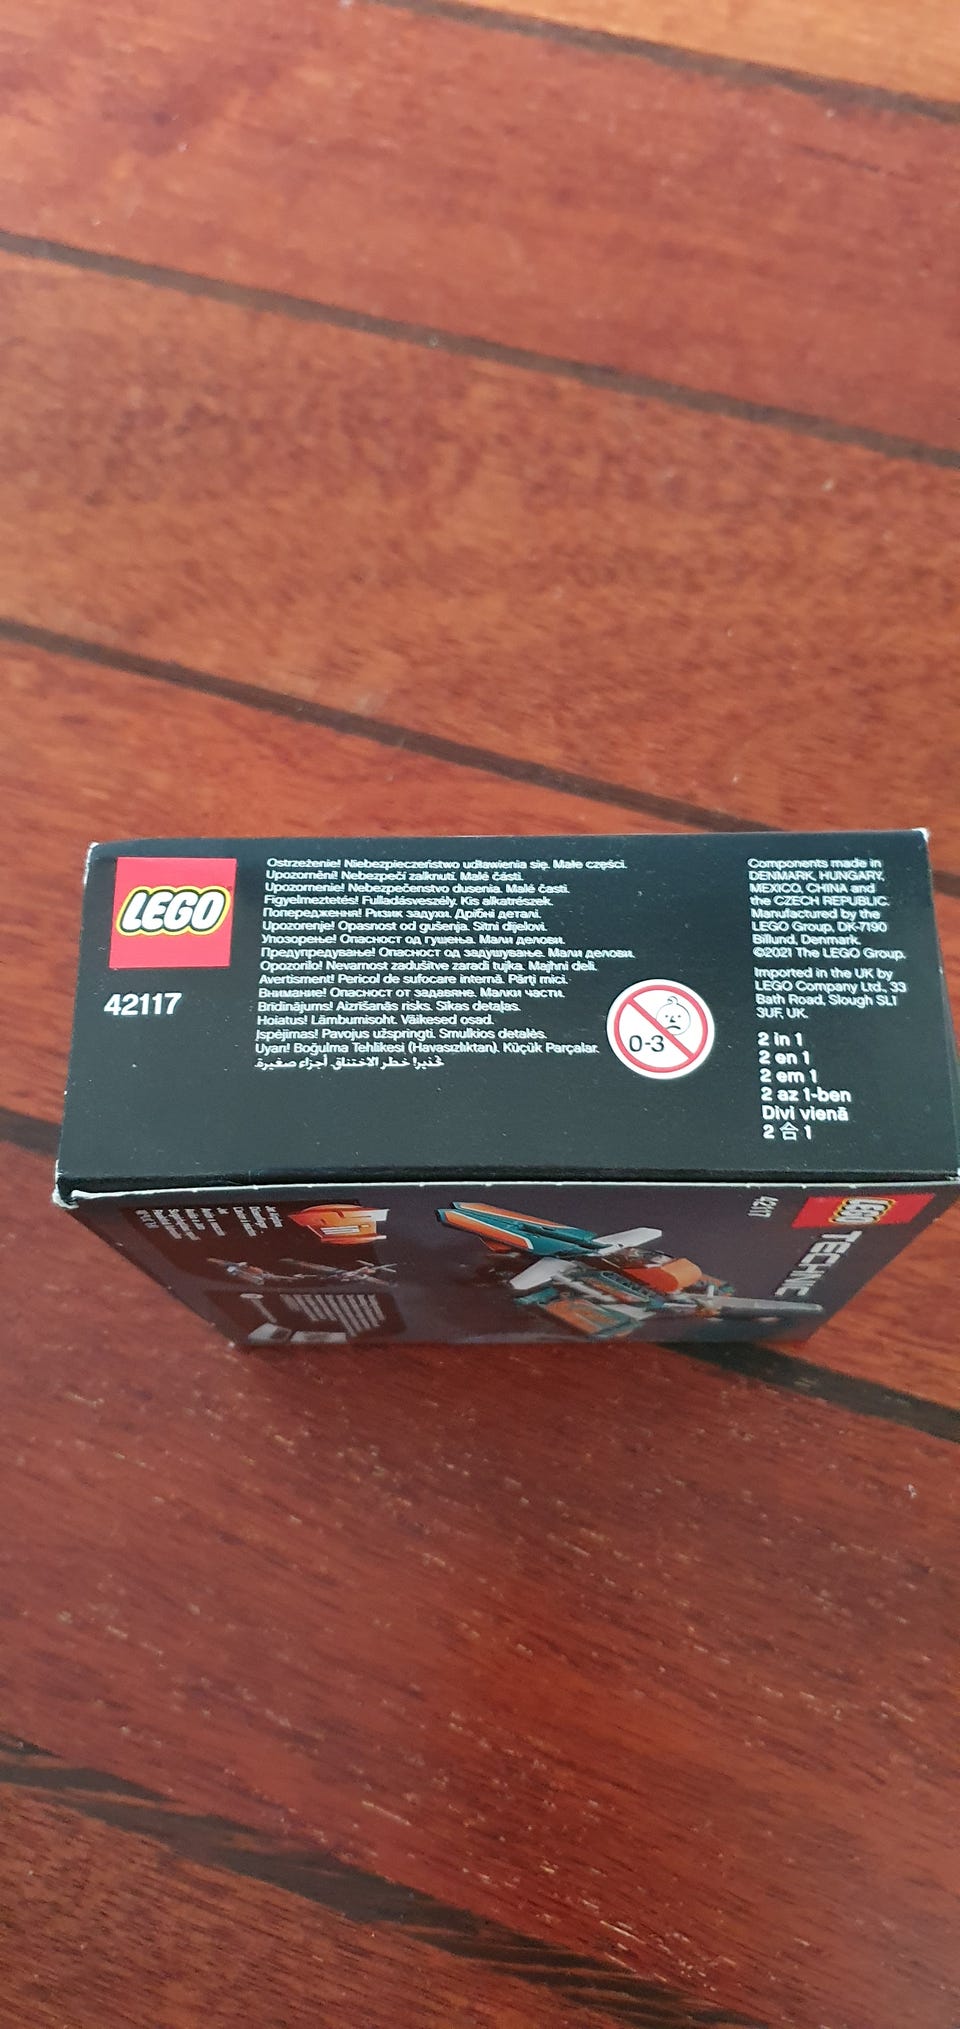 LEGO
42117
Ostrzeżenie! Niebezpieczeństwo udławienia się. Małe części.
Upozornění! Nebezpečí zalknutí. Malé části.
Upozornenie! Nebezpečenstvo dusenia. Malé časti.
Figyelmeztetés! Fulladásveszély. Kis alkatrészek.
Попередження! Ризик задухи. Дрібні деталі.
Upozorenje! Opasnost od gušenja. Sitni dijelovi.
Упозорење! Опасност од гушења. Мали делови.
Предупредување! Опасност од задушување. Мали делови.
Opozorilo! Nevarnost zadušitve zaradi tujka. Majhni deli.
Avertisment! Pericol de sufocare internă. Părți mici.
Внимание! Опасност от задавяне. Малки части.
Brīdinājums! Aizrīšanās risks. Sīkas detaļas.
Hoiatus! Lämbumisoht. Väikesed osad.
Įspėjimas! Pavojus užspringti. Smulkios detalės.
Uyarı! Boğulma Tehlikesi (Havasızlıktan). Küçük Parçalar.
تحذير! خطر الاختناق. أجزاء صغيرة.
0-3
Components made in
DENMARK, HUNGARY,
MEXICO, CHINA and
the CZECH REPUBLIC.
Manufactured by the
LEGO Group, DK-7190
Billund, Denmark.
©2021 The LEGO Group.
Imported in the UK by
LEGO Company Ltd., 33
Bath Road, Slough SL1
3UF, UK.
2 in 1
2 en 1
2 em 1
2 az 1-ben
Divi vienā
2 合 1
LEGO
TECHNIC
42117